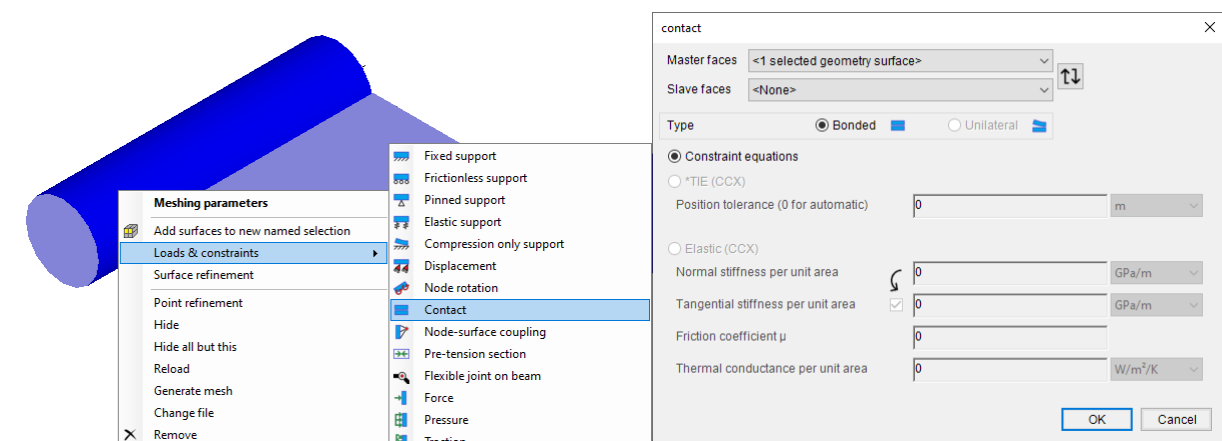 Meshing parameters
Add surfaces to new named selection
Loads & constraints
Surface refinement
Point refinement
Hide
Hide all but this
Reload
Generate mesh
Change file
Remove
Fixed support
Frictionless support
Pinned support
Elastic support
Compression only support
Displacement
Node rotation
Contact
Node-surface coupling
Pre-tension section
Flexible joint on beam
Force
Pressure
Traction
contact
Master faces <1 selected geometry surface>
Slave faces <None>
Type Bonded Unilateral
Constraint equations
*TIE (CCX)
Position tolerance (0 for automatic) 0 m
Elastic (CCX)
Normal stiffness per unit area 0 GPa/m
Tangential stiffness per unit area 0 GPa/m
Friction coefficient μ 0
Thermal conductance per unit area 0 W/m²/K
OK Cancel